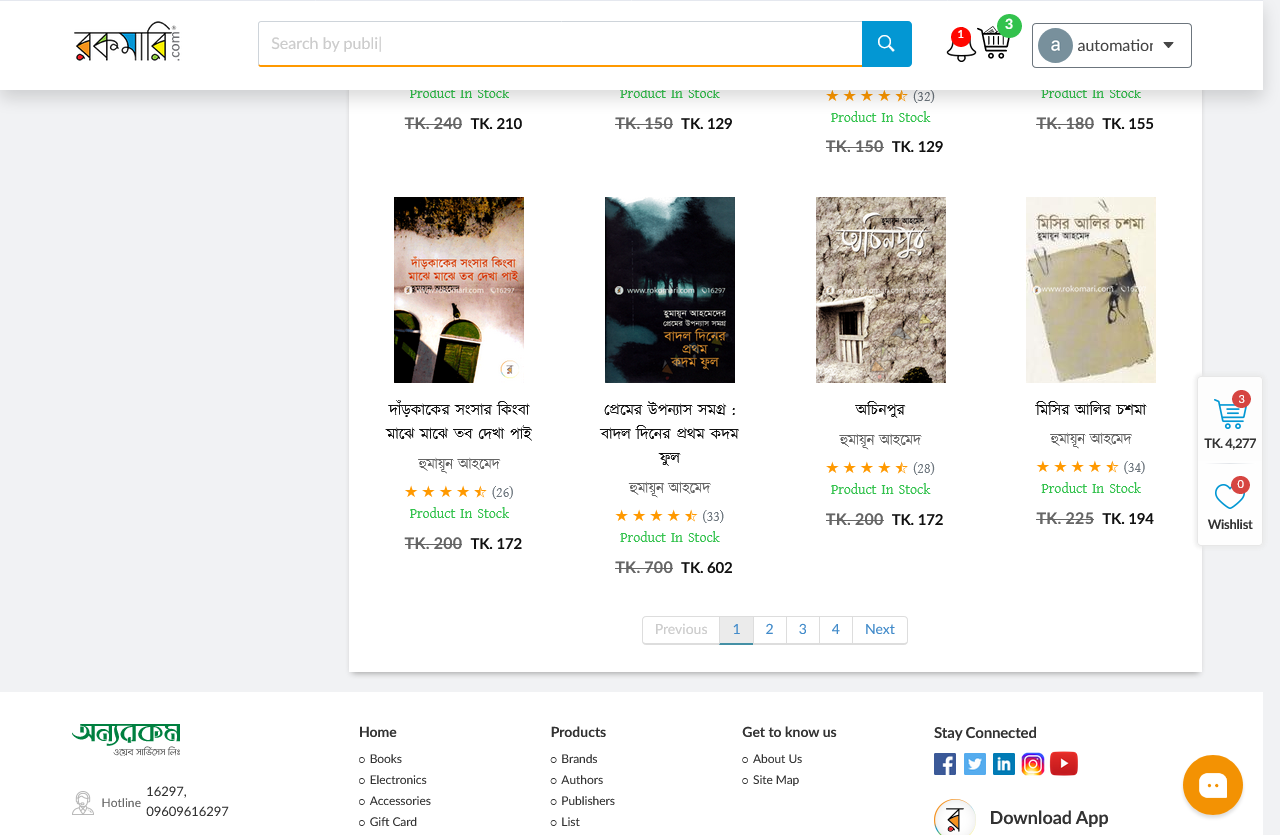 রকমারি
.com
Search by publi|
1
3
a automation
Product In Stock
TK. 240 TK. 210
Product In Stock
TK. 150 TK. 129
(32)
Product In Stock
TK. 150 TK. 129
Product In Stock
TK. 180 TK. 155
দাঁড়কাকের সংসার কিংবা
মাঝে মাঝে তব দেখা পাই
হুমায়ূন আহমেদ
www.rokomari.com 16297
হুমায়ূন আহমেদের
প্রেমের উপন্যাস সমগ্র
বাদল দিনের
প্রথম
কদম ফুল
www.rokomari.com 16297
হুমায়ূন আহমেদ
অচিনপুর
www.rokomari.com 16297
মিসির আলির চশমা
হুমায়ূন আহমেদ
www.rokomari.com
দাঁড়কাকের সংসার কিংবা
মাঝে মাঝে তব দেখা পাই
হুমায়ূন আহমেদ
(26)
Product In Stock
TK. 200 TK. 172
প্রেমের উপন্যাস সমগ্র :
বাদল দিনের প্রথম কদম
ফুল
হুমায়ূন আহমেদ
(33)
Product In Stock
TK. 700 TK. 602
অচিনপুর
হুমায়ূন আহমেদ
(28)
Product In Stock
TK. 200 TK. 172
মিসির আলির চশমা
হুমায়ূন আহমেদ
(34)
Product In Stock
TK. 225 TK. 194
3
TK. 4,277
0
Wishlist
Previous 1 2 3 4 Next
অন্যরকম
ওয়েব সার্ভিসেস লিঃ
Hotline
16297,
09609616297
Home
Books
Electronics
Accessories
Gift Card
Products
Brands
Authors
Publishers
List
Get to know us
About Us
Site Map
Stay Connected
Download App